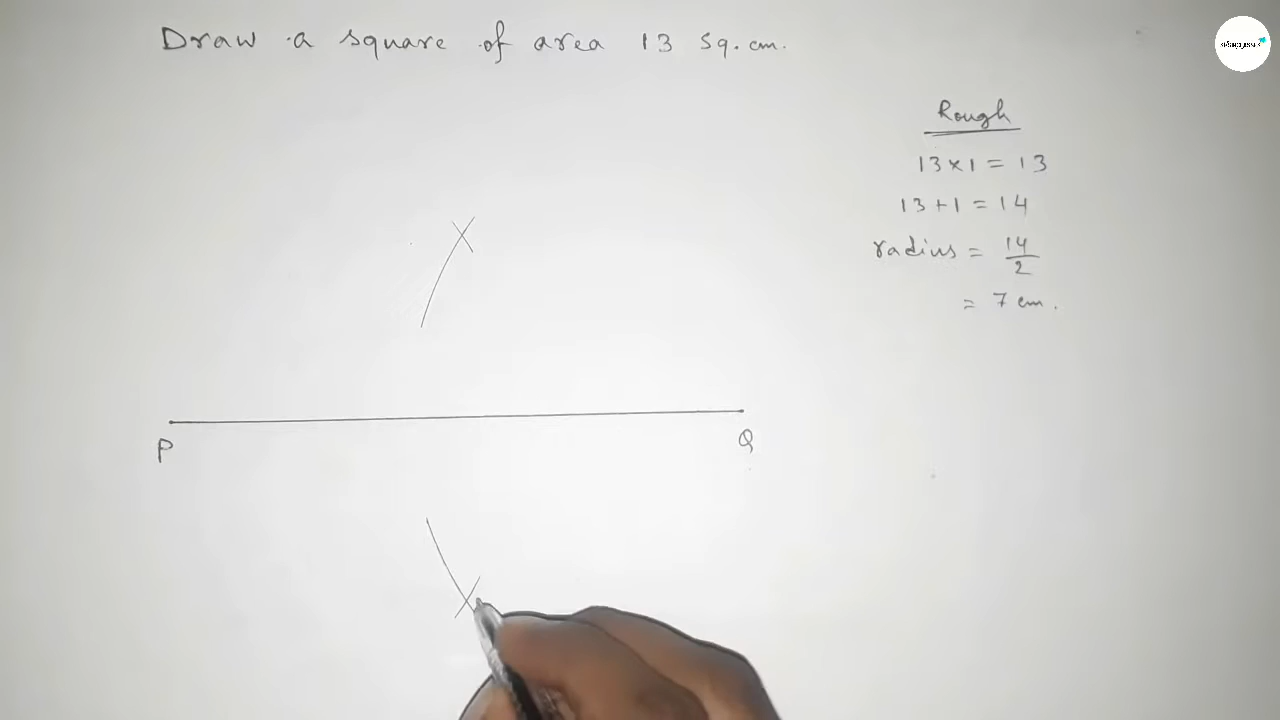 Draw a square of area 13 sq. cm.
Rough
13 × 1 = 13
13 + 1 = 14
radius = 14/2
= 7 cm.
P
Q